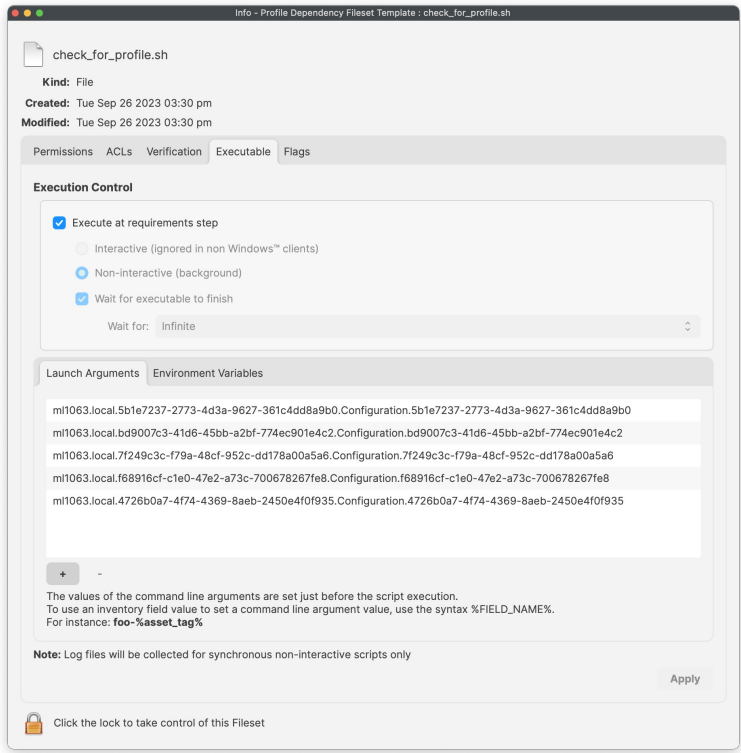 Info - Profile Dependency Fileset Template : check_for_profile.sh
check_for_profile.sh
Kind: File
Created: Tue Sep 26 2023 03:30 pm
Modified: Tue Sep 26 2023 03:30 pm
Permissions ACLs Verification Executable Flags
Execution Control
Execute at requirements step
Interactive (ignored in non Windows™ clients)
Non-interactive (background)
Wait for executable to finish
Wait for: Infinite
Launch Arguments Environment Variables
ml1063.local.5b1e7237-2773-4d3a-9627-361c4dd8a9b0.Configuration.5b1e7237-2773-4d3a-9627-361c4dd8a9b0
ml1063.local.bd9007c3-41d6-45bb-a2bf-774ec901e4c2.Configuration.bd9007c3-41d6-45bb-a2bf-774ec901e4c2
ml1063.local.7f249c3c-f79a-48cf-952c-dd178a00a5a6.Configuration.7f249c3c-f79a-48cf-952c-dd178a00a5a6
ml1063.local.f68916cf-c1e0-47e2-a73c-700678267fe8.Configuration.f68916cf-c1e0-47e2-a73c-700678267fe8
ml1063.local.4726b0a7-4f74-4369-8aeb-2450e4f0f935.Configuration.4726b0a7-4f74-4369-8aeb-2450e4f0f935
+ -
The values of the command line arguments are set just before the script execution.
To use an inventory field value to set a command line argument value, use the syntax %FIELD_NAME%.
For instance: foo-%asset_tag%
Note: Log files will be collected for synchronous non-interactive scripts only
Apply
Click the lock to take control of this Fileset